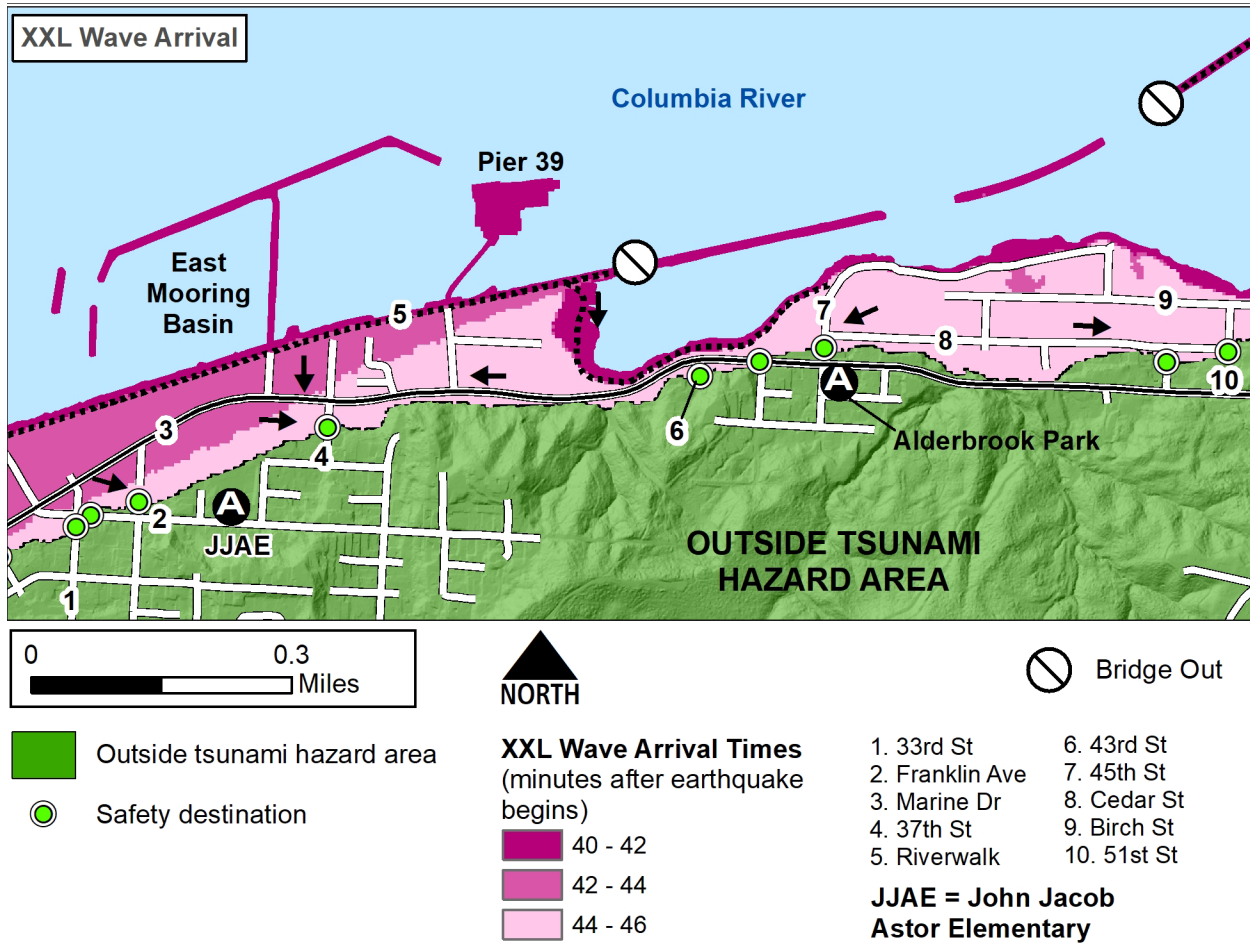 XXL Wave Arrival
Columbia River
Pier 39
East
Mooring
Basin
5
7
9
8
3
6
A
10
Alderbrook Park
4
A
2
JJAE
OUTSIDE TSUNAMI
HAZARD AREA
1
0 0.3
Miles
NORTH
Bridge Out
Outside tsunami hazard area
Safety destination
XXL Wave Arrival Times
(minutes after earthquake
begins)
40 - 42
42 - 44
44 - 46
1. 33rd St
2. Franklin Ave
3. Marine Dr
4. 37th St
5. Riverwalk
6. 43rd St
7. 45th St
8. Cedar St
9. Birch St
10. 51st St
JJAE = John Jacob
Astor Elementary